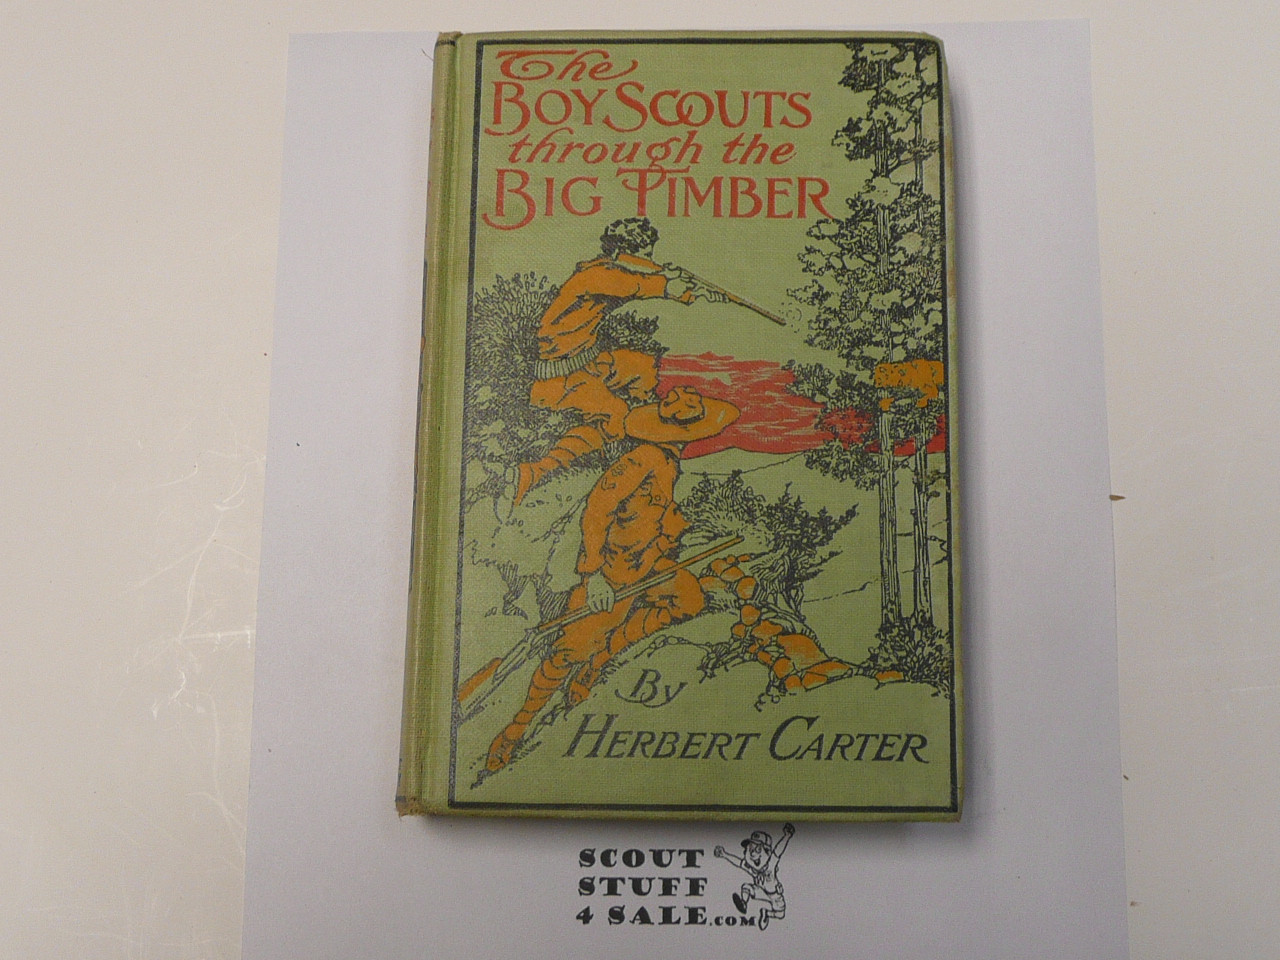 The
BOY SCOUTS
through the
BIG TIMBER
By
HERBERT CARTER
SCOUT
STUFF
4 SALE.COM